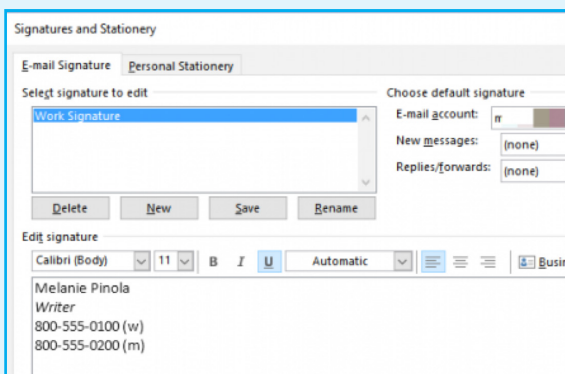 Signatures and Stationery
E-mail Signature Personal Stationery
Select signature to edit
Choose default signature
Work Signature
E-mail account:
New messages: (none)
Replies/forwards: (none)
Delete New Save Rename
Edit signature
Calibri (Body) 11 B I U Automatic
Melanie Pinola
Writer
800-555-0100 (w)
800-555-0200 (m)